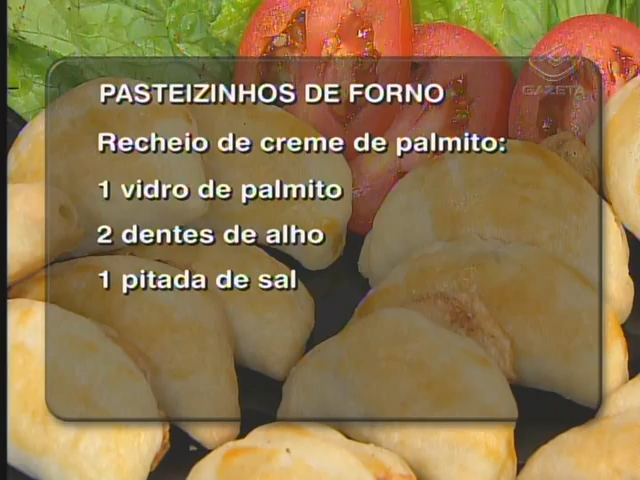 GAZETA
PASTEIZINHOS DE FORNO
Recheio de creme de palmito:
1 vidro de palmito
2 dentes de alho
1 pitada de sal